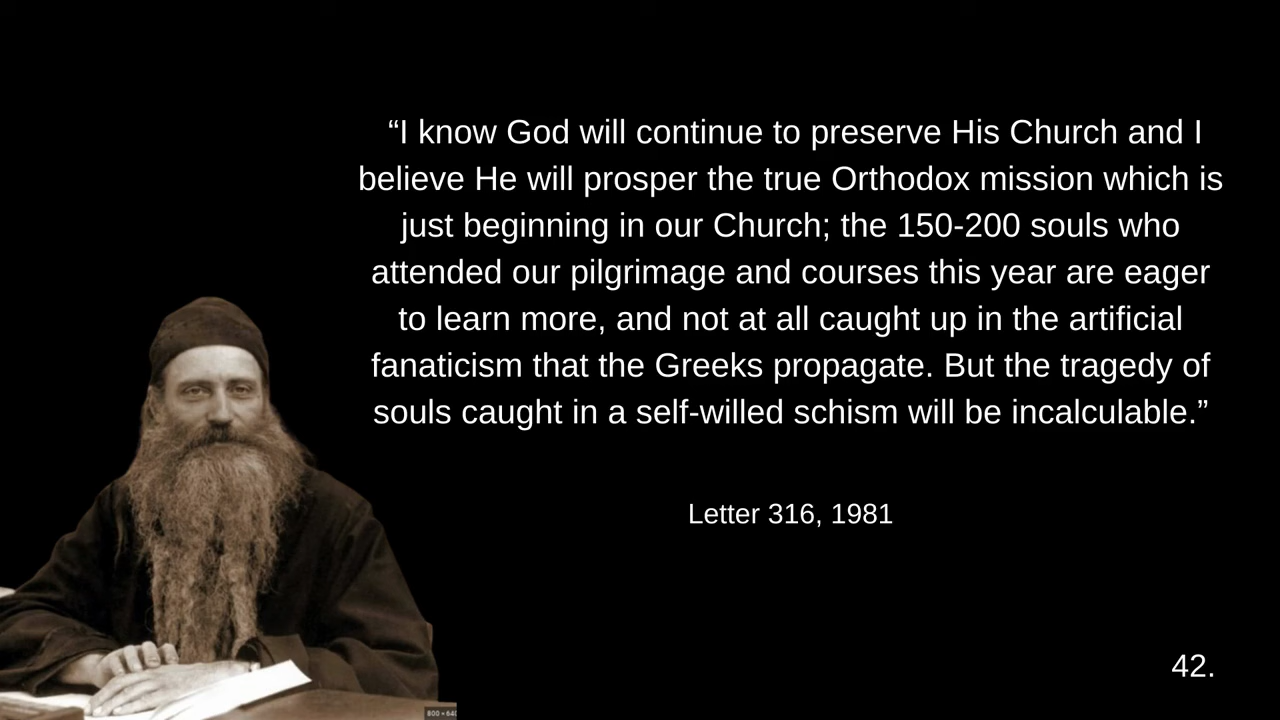 “I know God will continue to preserve His Church and I
believe He will prosper the true Orthodox mission which is
just beginning in our Church; the 150-200 souls who
attended our pilgrimage and courses this year are eager
to learn more, and not at all caught up in the artificial
fanaticism that the Greeks propagate. But the tragedy of
souls caught in a self-willed schism will be incalculable.”
Letter 316, 1981
42.